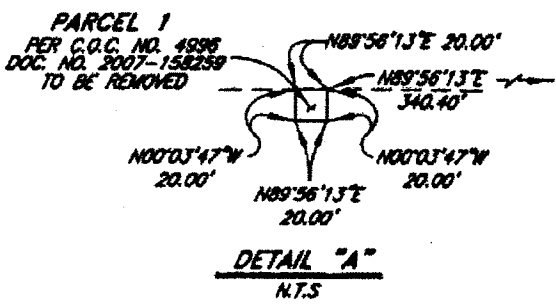 PARCEL 1
PER C.O.C. NO. 4996
DOC. NO. 2007-158259
TO BE REMOVED
N89°56'13"E 20.00'
N89°56'13"E
340.40'
N00°03'47"W
20.00'
N00°03'47"W
20.00'
N89°56'13"E
20.00'
DETAIL "A"
N.T.S